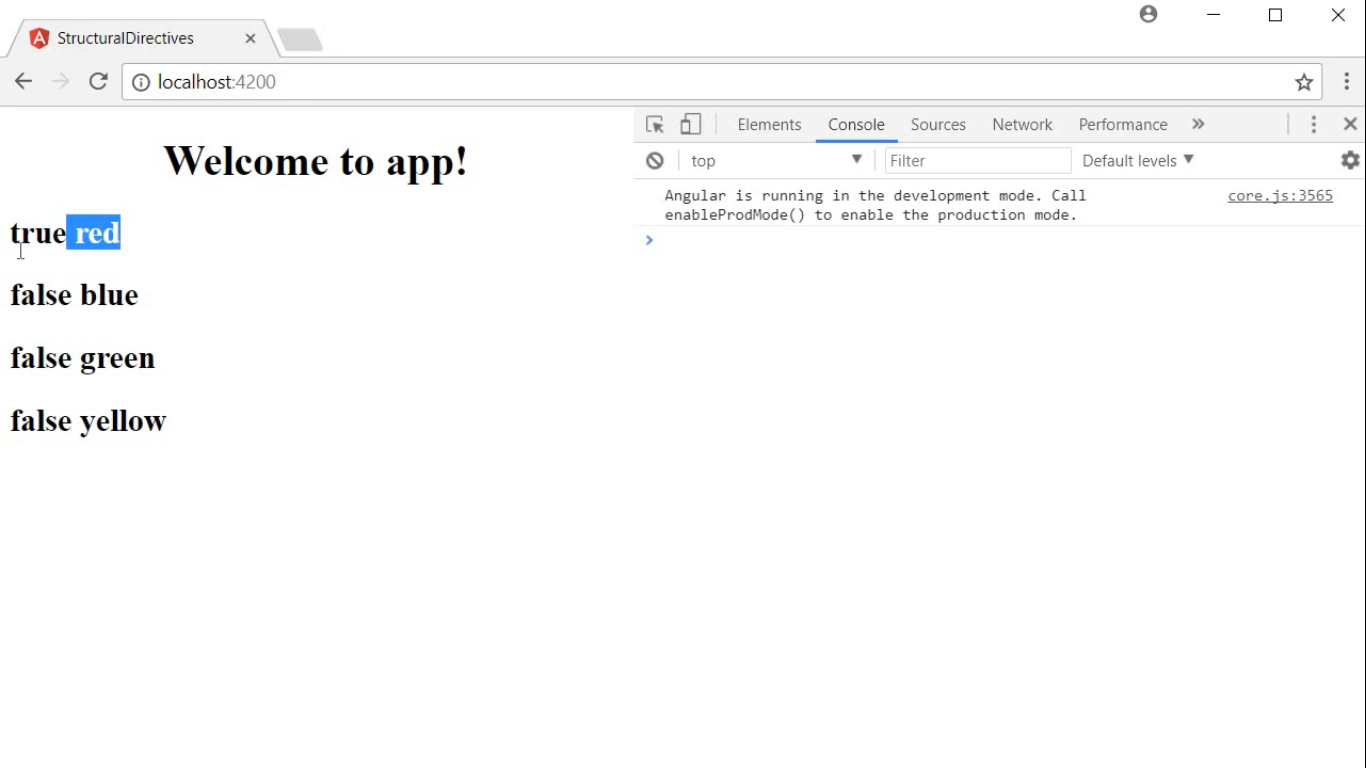 StructuralDirectives
localhost:4200
Welcome to app!
true red
false blue
false green
false yellow
Elements Console Sources Network Performance »
top Filter Default levels
Angular is running in the development mode. Call core.js:3565
enableProdMode() to enable the production mode.